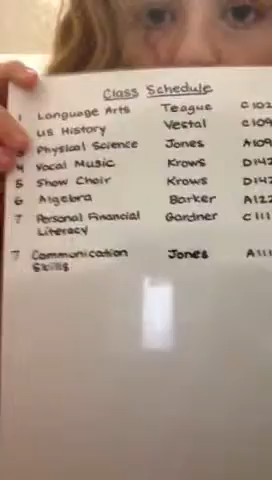 Class Schedule
1 Language Arts Teague C102
US History Vestal C109
3 Physical Science Jones A109
4 Vocal Music Krows D142
5 Show Choir Krows D142
6 Algebra Barker A122
7 Personal Financial Gardner C111
Literacy
7 Communication Jones A111
Skills